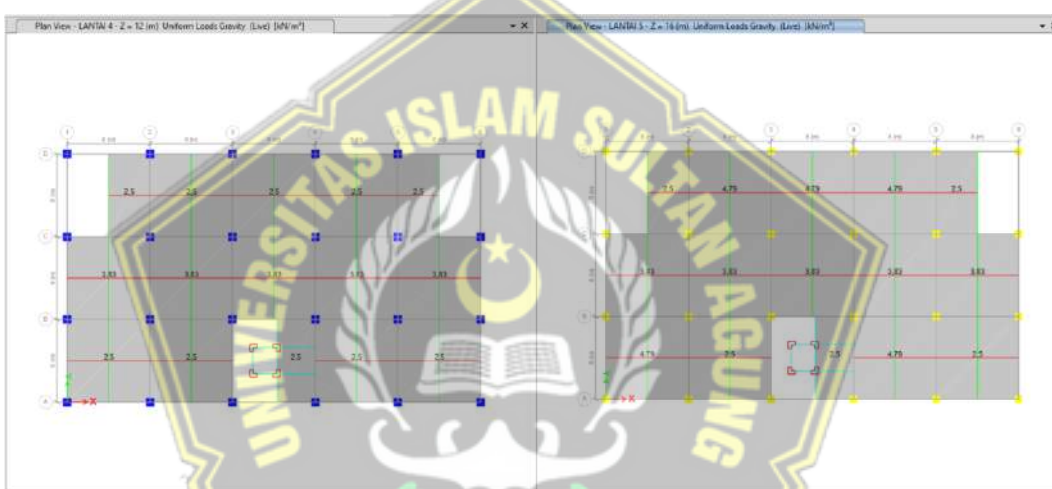 Plan View - LANTAI 4 - Z = 12 (m) Uniform Loads Gravity (Live) [kN/m²]
Plan View - LANTAI 5 - Z = 16 (m) Uniform Loads Gravity (Live) [kN/m²]
UNIVERSITAS ISLAM SULTAN AGUNG
2.5 2.5 2.5 2.5 2.5
3.83 3.83 3.83 3.83 3.83
2.5 2.5 2.5 2.5 2.5
X
2.5 4.79 4.79 4.79 2.5
3.83 3.83 3.83 3.83 3.83
4.79 2.5 2.5 4.79 2.5
X